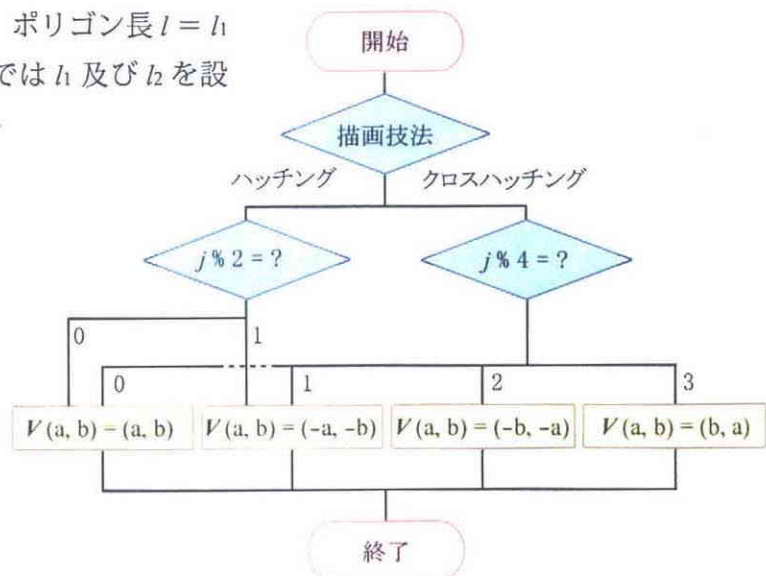 ポリゴン長 l = l₁
では l₁ 及び l₂ を設
開始
描画技法
ハッチング
クロスハッチング
j % 2 = ?
j % 4 = ?
0
1
0
1
2
3
V(a, b) = (a, b)
V(a, b) = (-a, -b)
V(a, b) = (-b, -a)
V(a, b) = (b, a)
終了